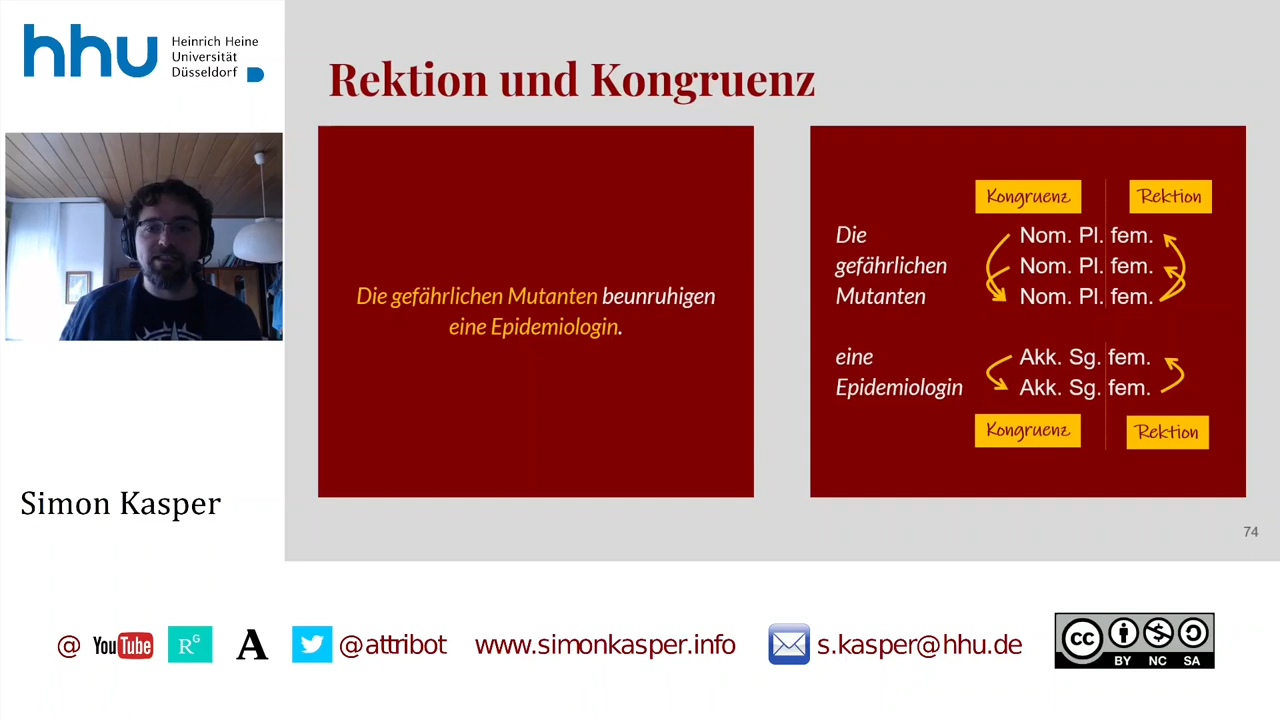 hhu
Heinrich Heine
Universität
Düsseldorf
Rektion und Kongruenz
Die gefährlichen Mutanten beunruhigen
eine Epidemiologin.
Kongruenz Rektion
Die Nom. Pl. fem.
gefährlichen Nom. Pl. fem.
Mutanten Nom. Pl. fem.
eine Akk. Sg. fem.
Epidemiologin Akk. Sg. fem.
Kongruenz Rektion
Simon Kasper
74
@ YouTube RG A @attribot www.simonkasper.info s.kasper@hhu.de cc
BY NC SA